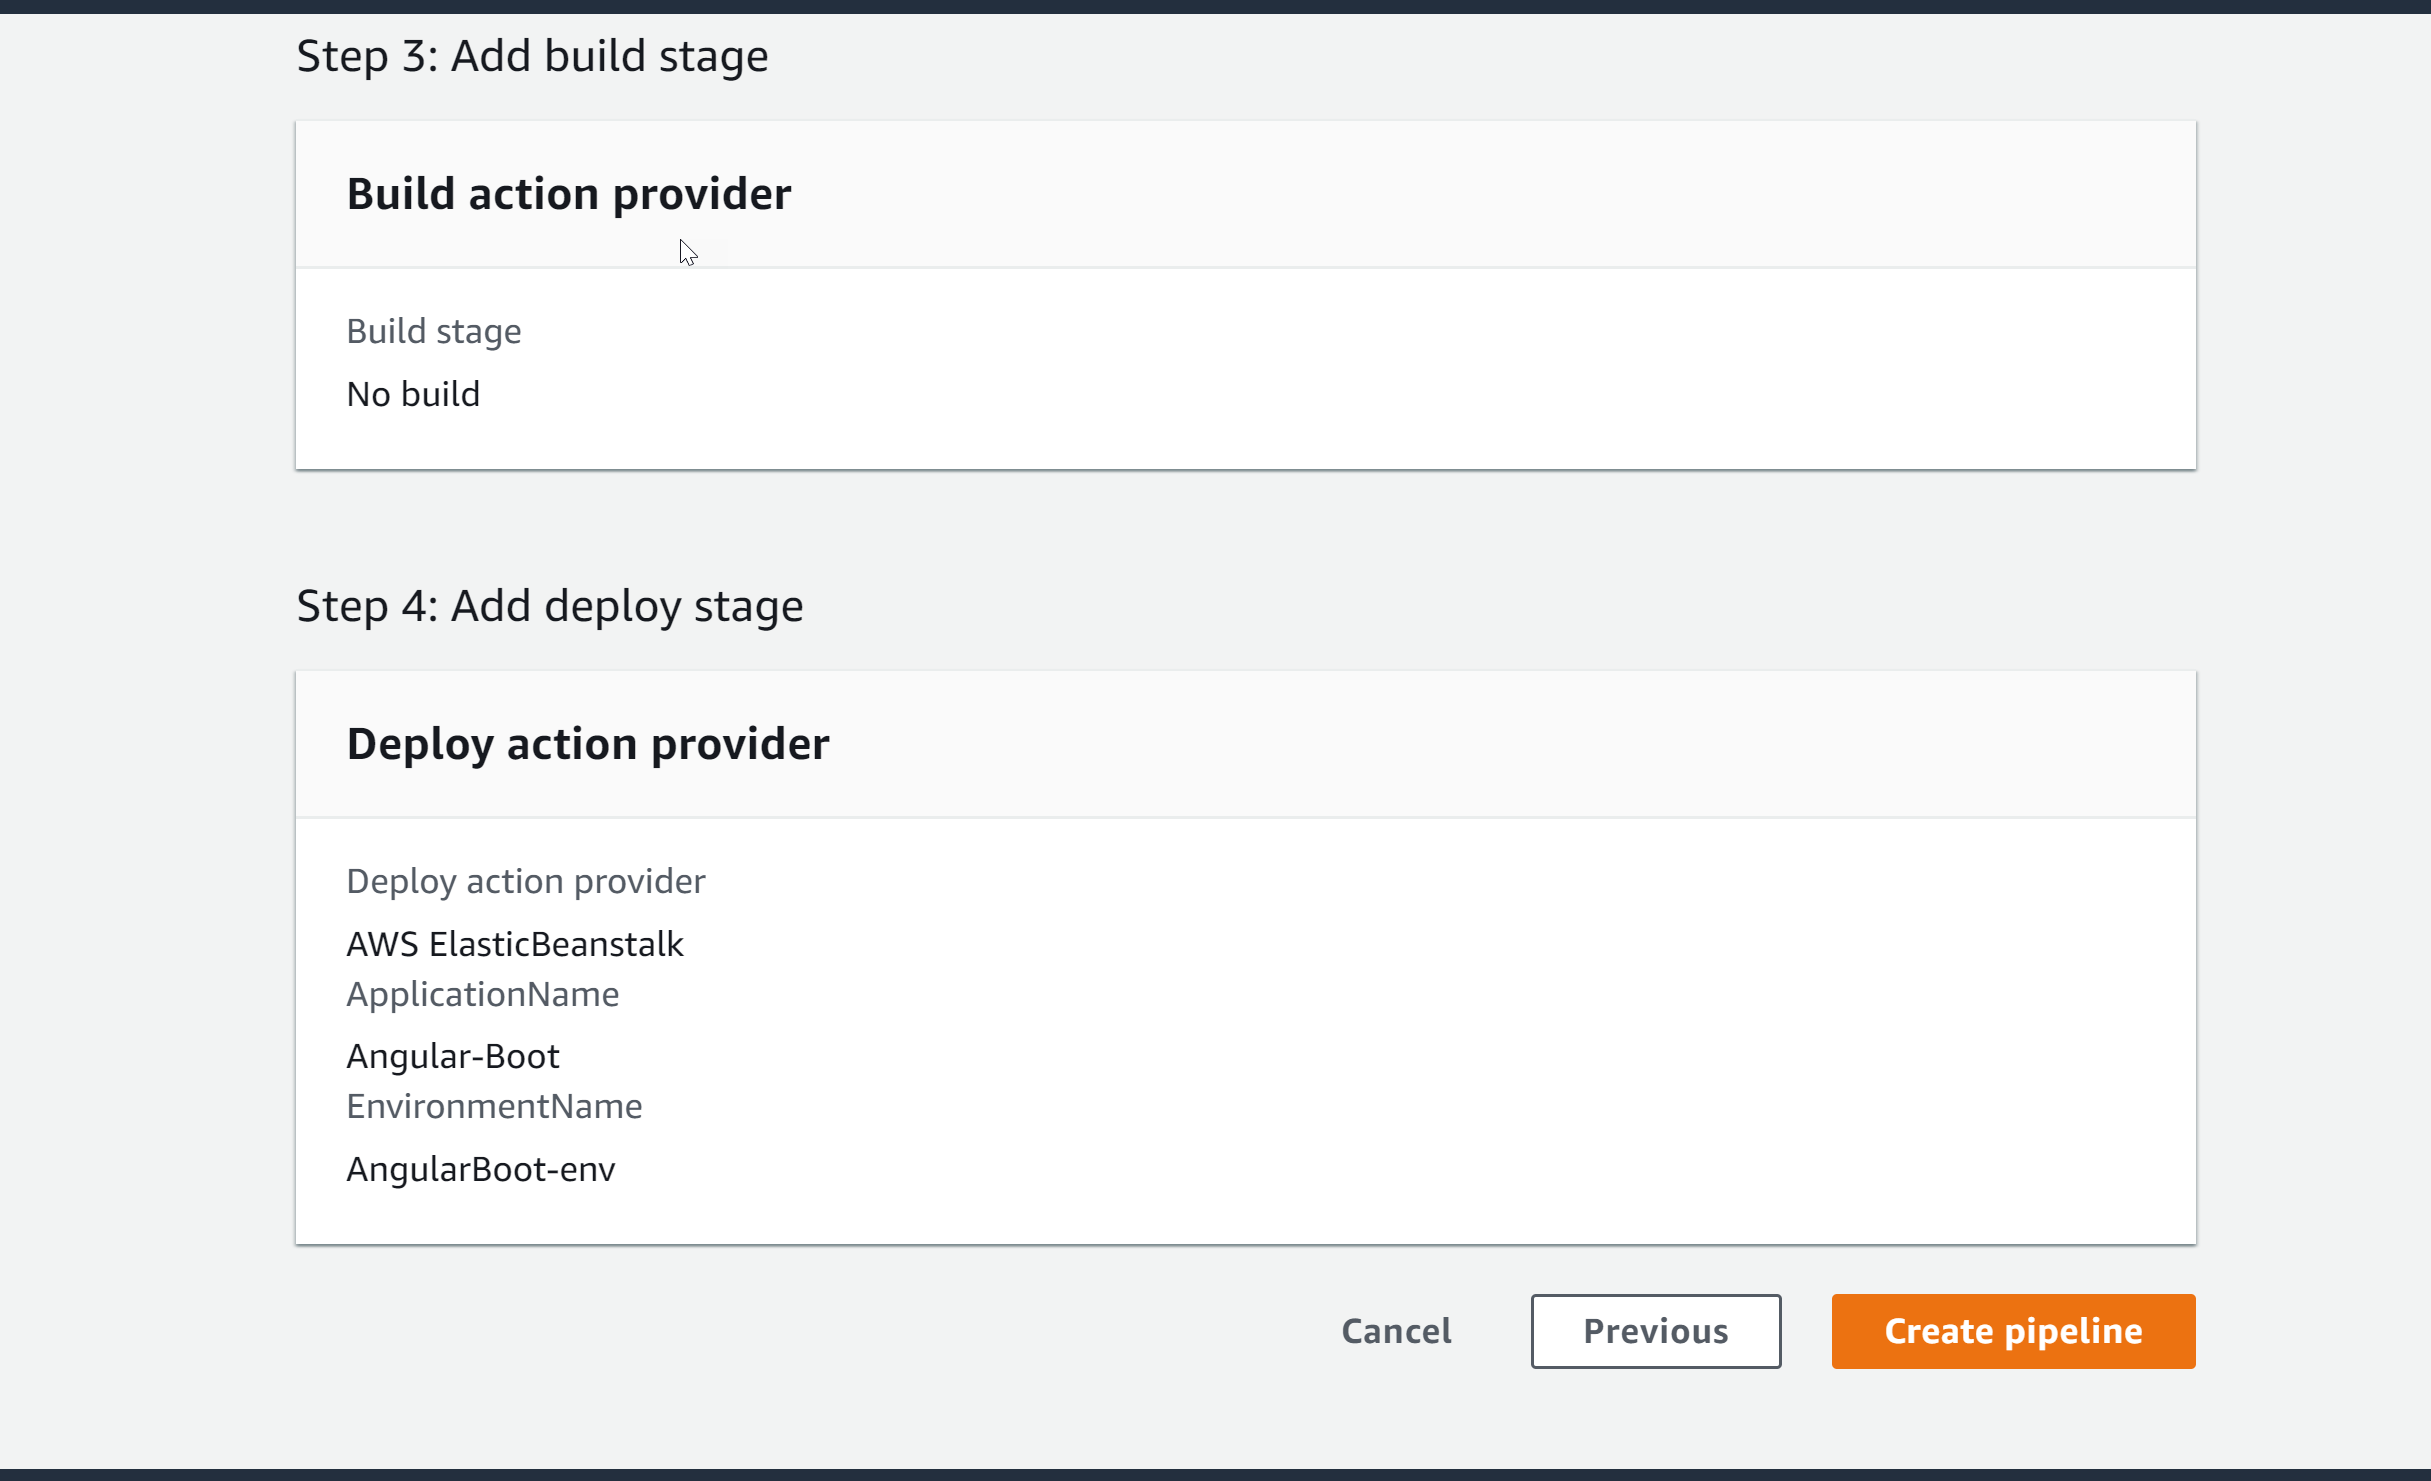 Step 3: Add build stage
Build action provider
Build stage
No build
Step 4: Add deploy stage
Deploy action provider
Deploy action provider
AWS ElasticBeanstalk
ApplicationName
Angular-Boot
EnvironmentName
AngularBoot-env
Cancel
Previous
Create pipeline